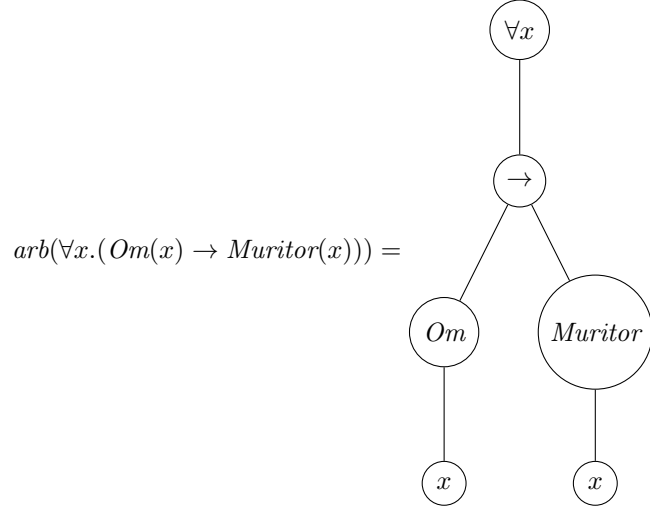 ∀x
→
arb(∀x.(Om(x) → Muritor(x))) =
Om Muritor
x x